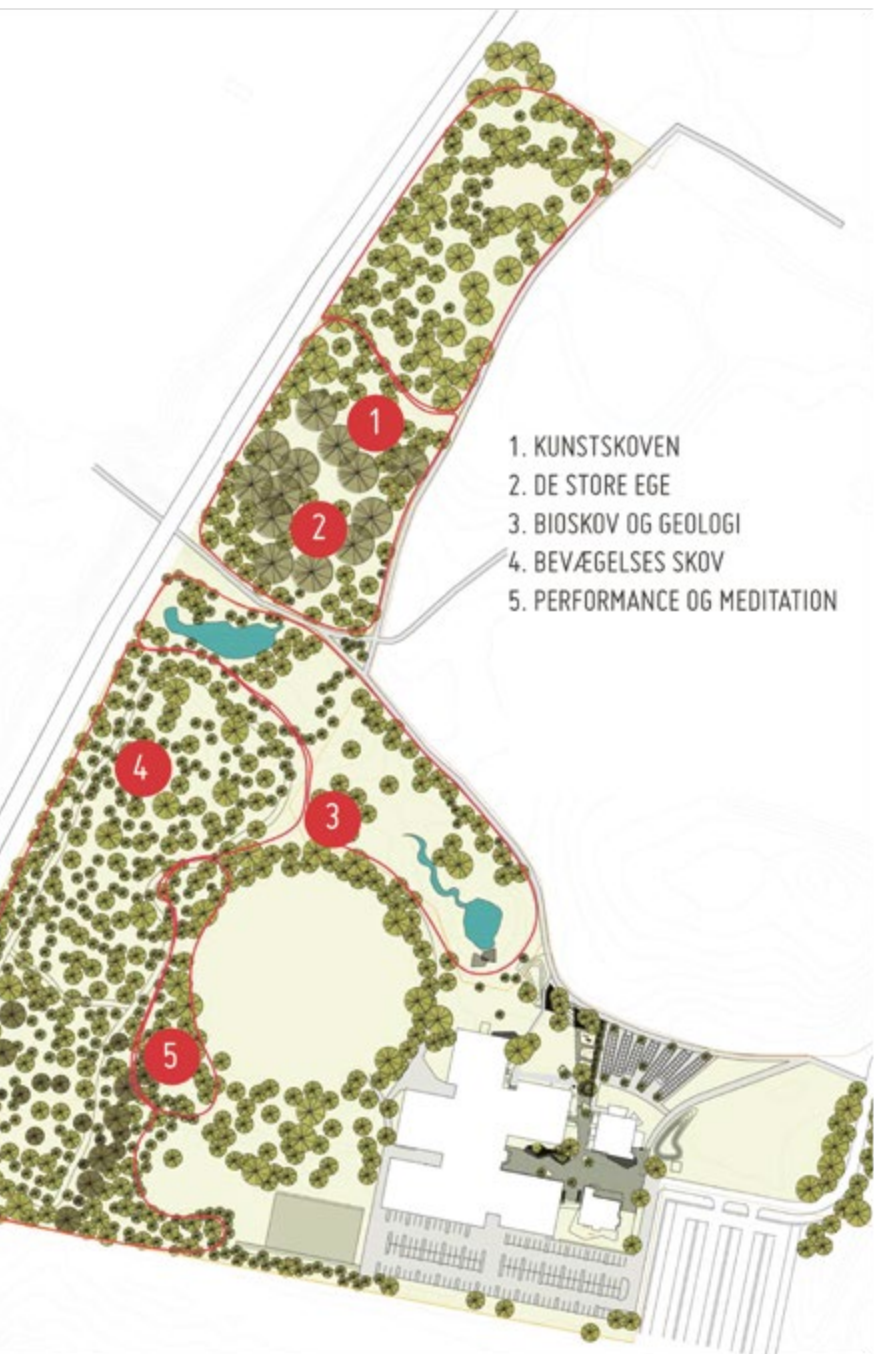 1
2
4
3
5
1. KUNSTSKOVEN
2. DE STORE EGE
3. BIOSKOV OG GEOLOGI
4. BEVÆGELSES SKOV
5. PERFORMANCE OG MEDITATION